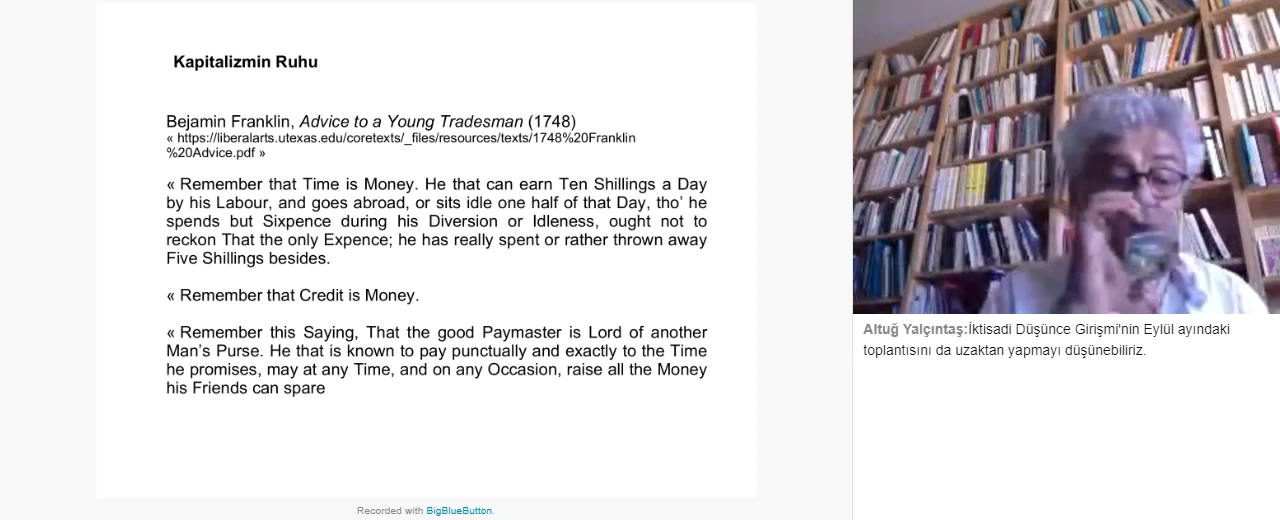 Kapitalizmin Ruhu
Bejamin Franklin, Advice to a Young Tradesman (1748)
« https://liberalarts.utexas.edu/coretexts/_files/resources/texts/1748%20Franklin
%20Advice.pdf »
« Remember that Time is Money. He that can earn Ten Shillings a Day
by his Labour, and goes abroad, or sits idle one half of that Day, tho' he
spends but Sixpence during his Diversion or Idleness, ought not to
reckon That the only Expence; he has really spent or rather thrown away
Five Shillings besides.
« Remember that Credit is Money.
« Remember this Saying, That the good Paymaster is Lord of another
Man's Purse. He that is known to pay punctually and exactly to the Time
he promises, may at any Time, and on any Occasion, raise all the Money
his Friends can spare
Recorded with BigBlueButton.
Altuğ Yalçıntaş:İktisadi Düşünce Girişmi'nin Eylül ayındaki
toplantısını da uzaktan yapmayı düşünebiliriz.